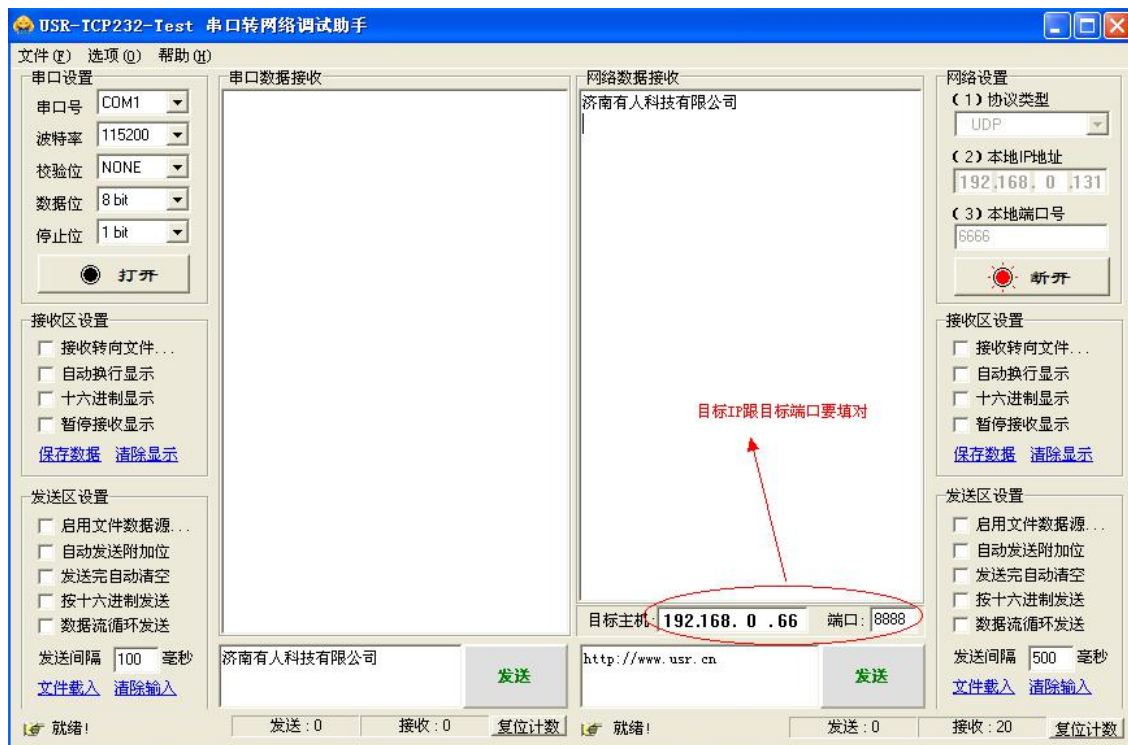 USR-TCP232-Test 串口转网络调试助手
文件(F) 选项(O) 帮助(H)
串口设置
串口号 COM1
波特率 115200
校验位 NONE
数据位 8 bit
停止位 1 bit
打开
接收区设置
接收转向文件...
自动换行显示
十六进制显示
暂停接收显示
保存数据 清除显示
发送区设置
启用文件数据源...
自动发送附加位
发送完自动清空
按十六进制发送
数据流循环发送
发送间隔 100 毫秒
文件载入 清除输入
就绪!
串口数据接收
济南有人科技有限公司
发送
发送 : 0 接收 : 0 复位计数
网络数据接收
济南有人科技有限公司
目标IP跟目标端口要填对
目标主机: 192.168. 0 .66 端口: 8888
http://www.usr.cn
发送
就绪!
发送 : 0 接收 : 20 复位计数
网络设置
(1) 协议类型
UDP
(2) 本地IP地址
192.168. 0 .131
(3) 本地端口号
6666
断开
接收区设置
接收转向文件...
自动换行显示
十六进制显示
暂停接收显示
保存数据 清除显示
发送区设置
启用文件数据源...
自动发送附加位
发送完自动清空
按十六进制发送
数据流循环发送
发送间隔 500 毫秒
文件载入 清除输入